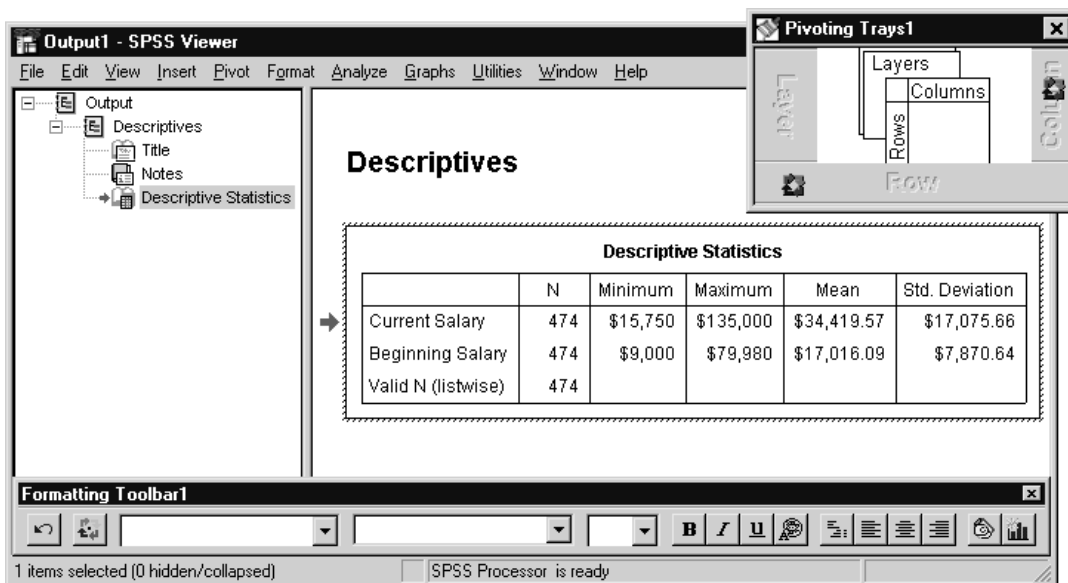 Output1 - SPSS Viewer
File Edit View Insert Pivot Format Analyze Graphs Utilities Window Help
Pivoting Trays1
Layer
Layers
Columns
Rows
Column
Row
Output
Descriptives
Title
Notes
Descriptive Statistics
Descriptives
Descriptive Statistics
N Minimum Maximum Mean Std. Deviation
Current Salary 474 $15,750 $135,000 $34,419.57 $17,075.66
Beginning Salary 474 $9,000 $79,980 $17,016.09 $7,870.64
Valid N (listwise) 474
Formatting Toolbar1
B I u
1 items selected (0 hidden/collapsed) SPSS Processor is ready